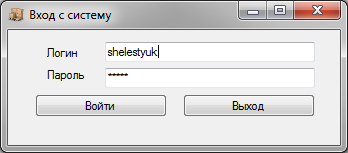 Вход с систему
Логин shelestyuk
Пароль *****
Войти Выход